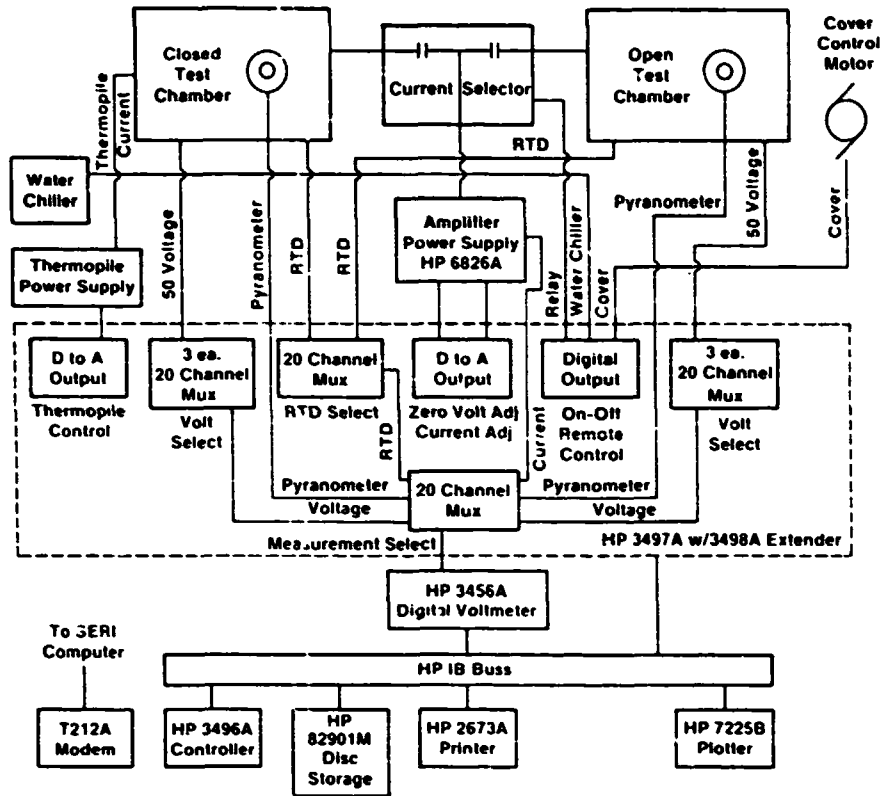 Closed
Test
Chamber
Current Selector
Open
Test
Chamber
Cover
Control
Motor
Thermopile
Current
Water
Chiller
50 Voltage
Pyranometer
RTD
RTD
RTD
Amplifier
Power Supply
HP 6826A
Relay
Water Chiller
Cover
Pyranometer
50 Voltage
Cover
Thermopile
Power Supply
D to A
Output
Thermopile
Control
3 ea.
20 Channel
Mux
Volt
Select
20 Channel
Mux
RTD Select
RTD
D to A
Output
Zero Volt Adj
Current Adj
Current
Digital
Output
On-Off
Remote
Control
3 ea.
20 Channel
Mux
Volt
Select
Pyranometer
Voltage
20 Channel
Mux
Pyranometer
Voltage
Measurement Select
HP 3497A w/3498A Extender
HP 3456A
Digital Voltmeter
To SERI
Computer
HP IB Buss
T212A
Modem
HP 3496A
Controller
HP
82901M
Disc
Storage
HP 2673A
Printer
HP 7225B
Plotter